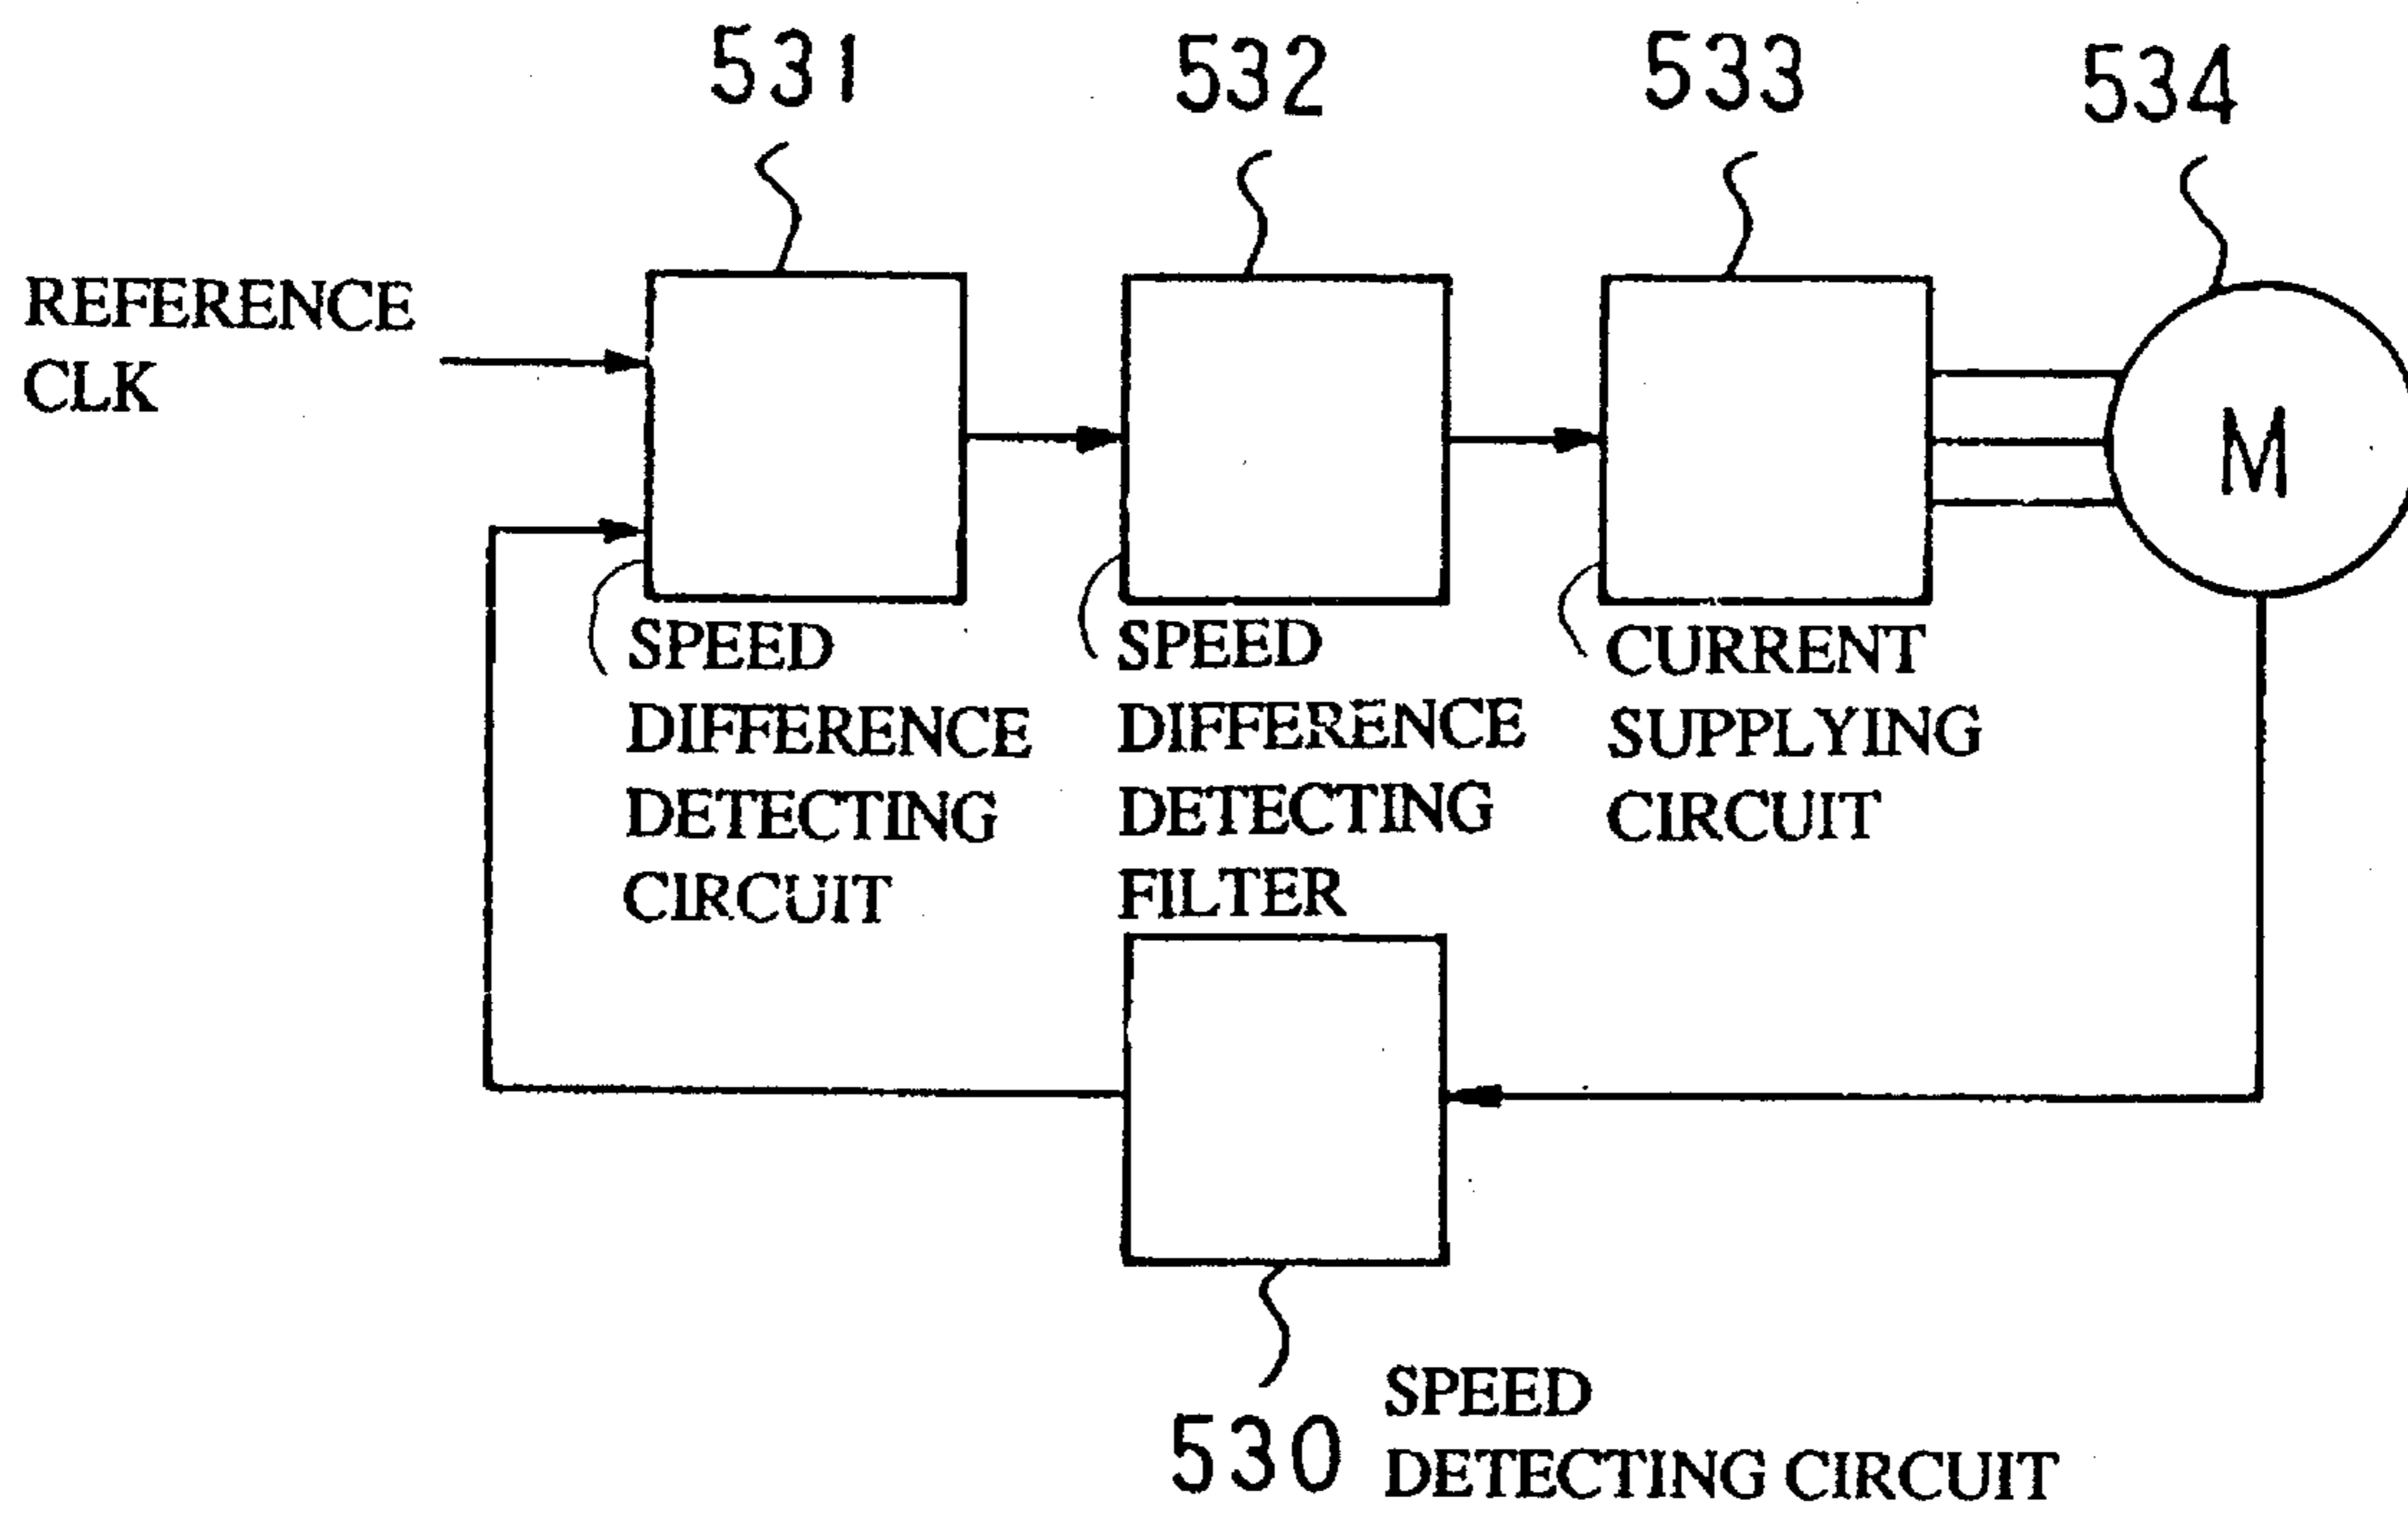 531
532
533
534
REFERENCE
CLK
M
SPEED
DIFFERENCE
DETECTING
CIRCUIT
SPEED
DIFFERENCE
DETECTING
FILTER
CURRENT
SUPPLYING
CIRCUIT
530
SPEED
DETECTING CIRCUIT